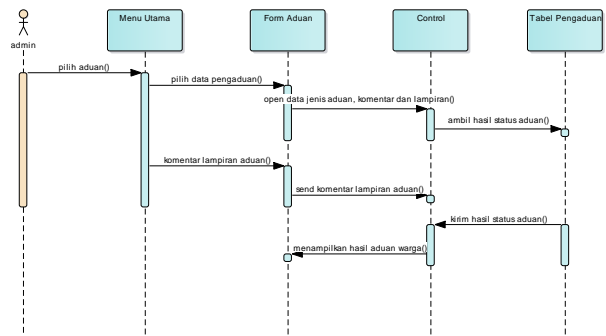 Menu Utama
Form Aduan
Control
Tabel Pengaduan
admin
pilih aduan()
pilih data pengaduan()
open data jenis aduan, komentar dan lampiran()
ambil hasil status aduan()
komentar lampiran aduan()
send komentar lampiran aduan()
kirim hasil status aduan()
menampilkan hasil aduan warga()